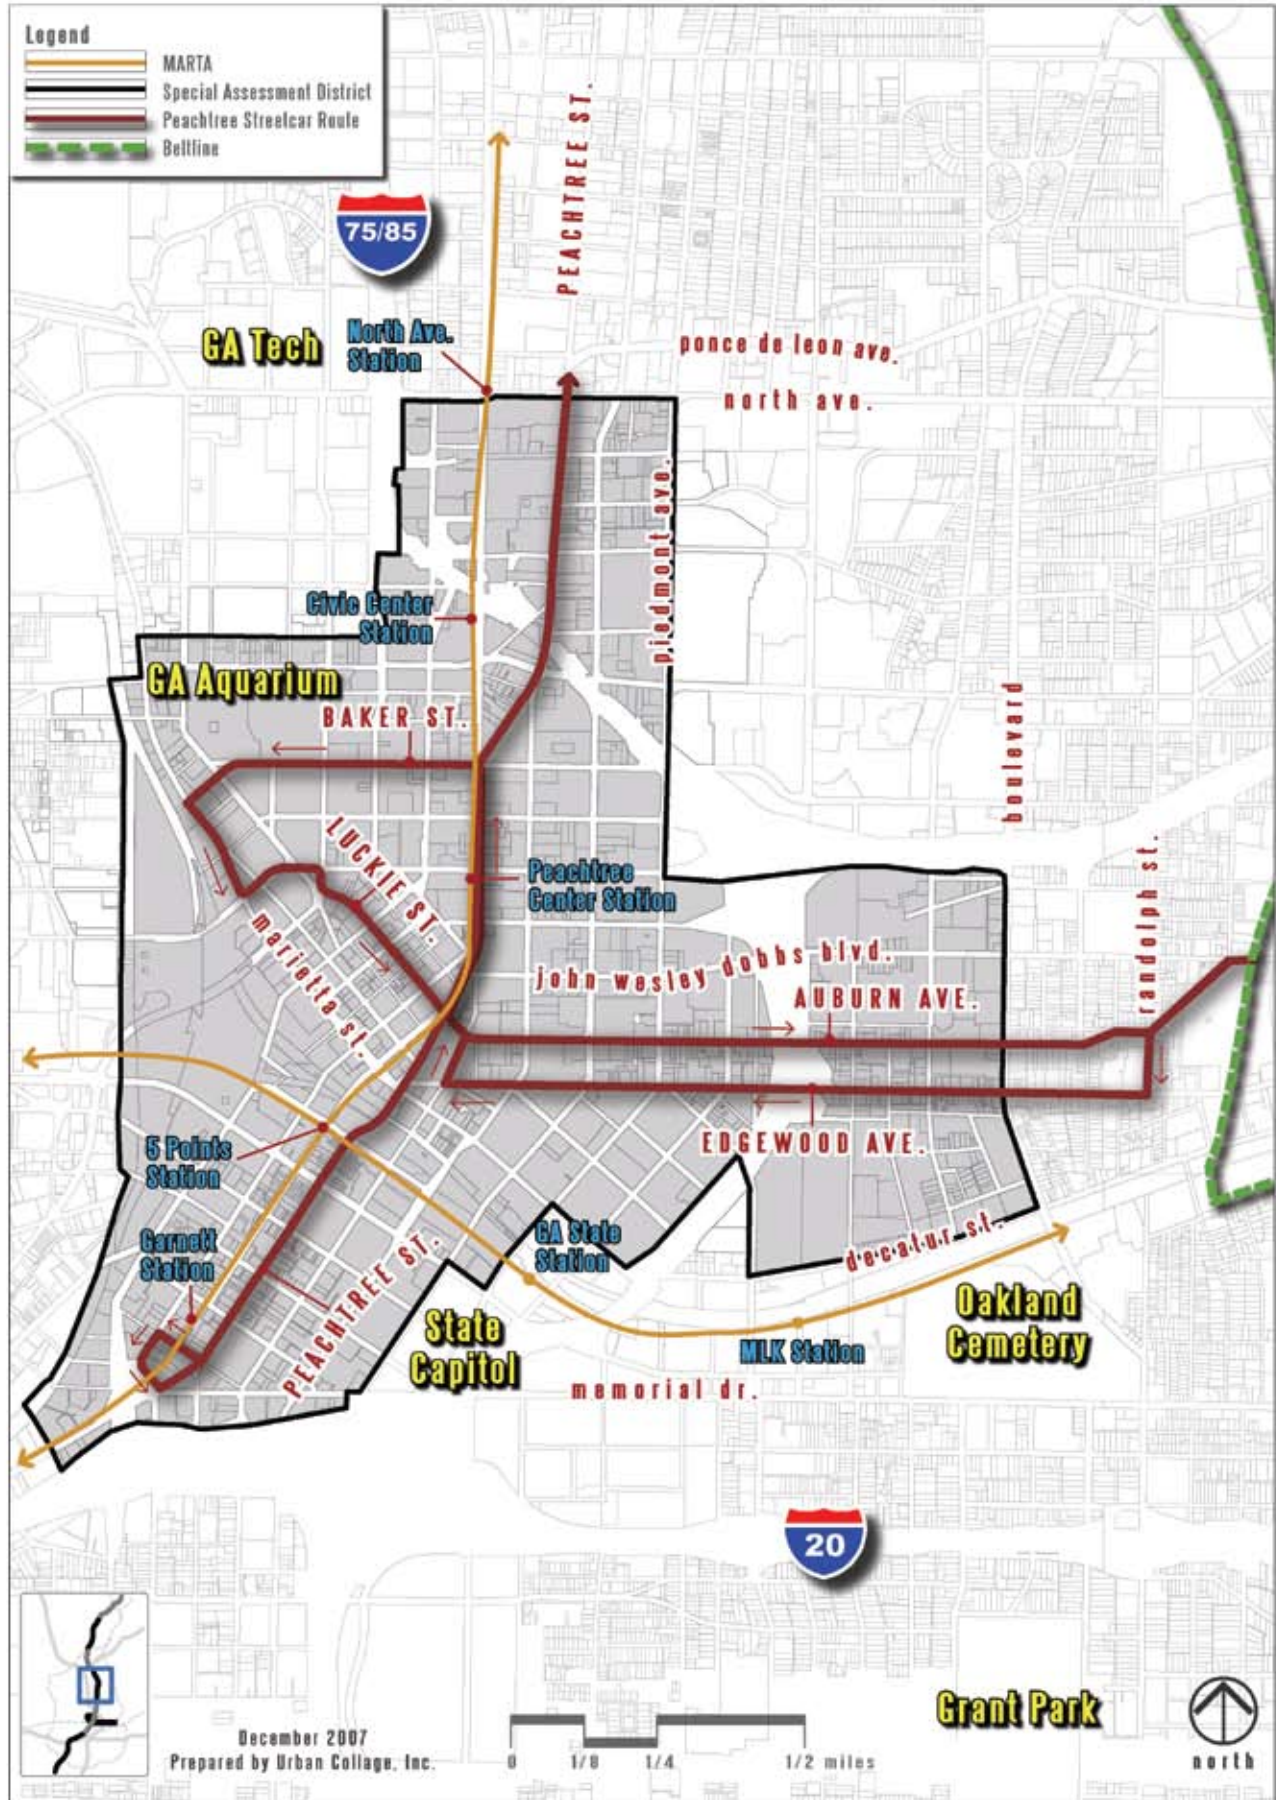 Legend
MARTA
Special Assessment District
Peachtree Streetcar Route
Beltline
PEACHTREE ST.
75/85
GA Tech
North Ave.
Station
ponce de leon ave.
north ave.
piedmont ave.
Civic Center
Station
GA Aquarium
BAKER ST.
boulevard
LUCKIE ST.
Peachtree
Center Station
randolph st.
marietta st.
john wesley dobbs blvd.
AUBURN AVE.
5 Points
Station
EDGEWOOD AVE.
Garnett
Station
PEACHTREE ST.
GA State
Station
decatur st.
State
Capitol
Oakland
Cemetery
MLK Station
memorial dr.
20
Grant Park
December 2007
Prepared by Urban Collage, Inc.
0 1/8 1/4 1/2 miles
north